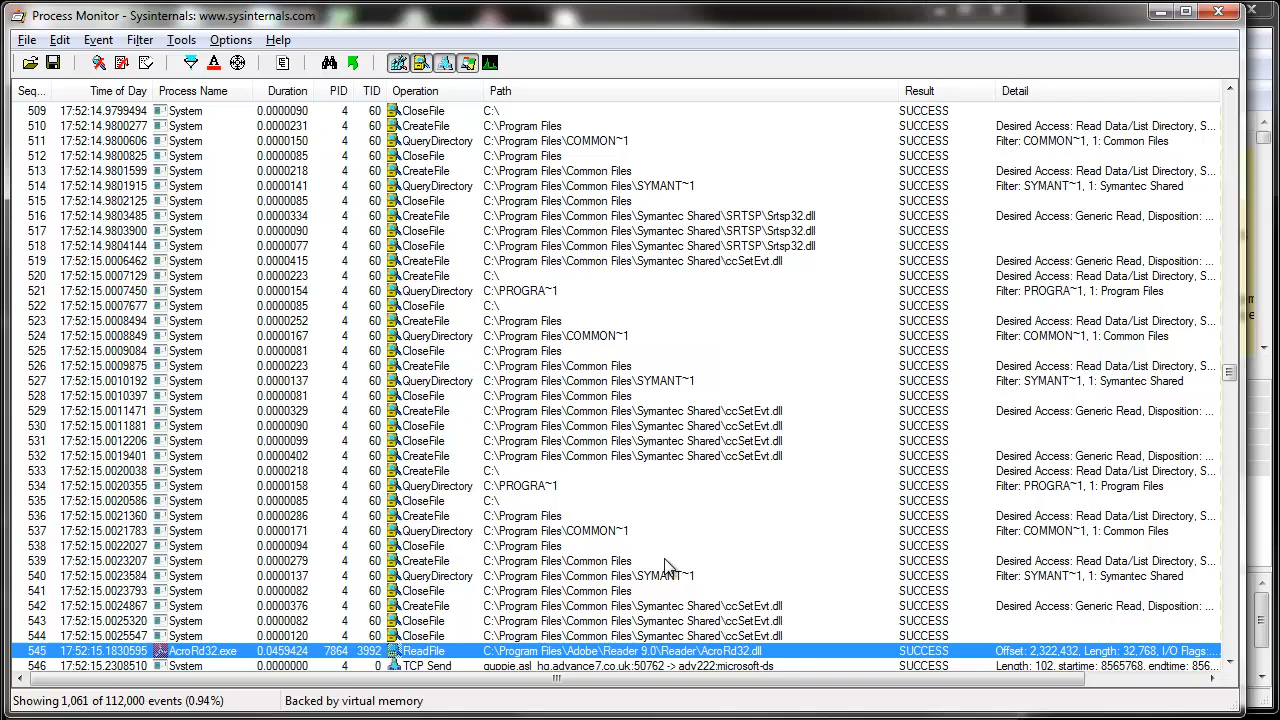 Process Monitor - Sysinternals: www.sysinternals.com
File Edit Event Filter Tools Options Help
Seq... Time of Day Process Name Duration PID TID Operation Path Result Detail
509 17:52:14.9799494 System 0.0000090 4 60 CloseFile C:\ SUCCESS
510 17:52:14.9800277 System 0.0000231 4 60 CreateFile C:\Program Files SUCCESS Desired Access: Read Data/List Directory, S...
511 17:52:14.9800606 System 0.0000150 4 60 QueryDirectory C:\Program Files\COMMON~1 SUCCESS Filter: COMMON~1, 1: Common Files
512 17:52:14.9800825 System 0.0000085 4 60 CloseFile C:\Program Files SUCCESS
513 17:52:14.9801599 System 0.0000218 4 60 CreateFile C:\Program Files\Common Files SUCCESS Desired Access: Read Data/List Directory, S...
514 17:52:14.9801915 System 0.0000141 4 60 QueryDirectory C:\Program Files\Common Files\SYMANT~1 SUCCESS Filter: SYMANT~1, 1: Symantec Shared
515 17:52:14.9802125 System 0.0000085 4 60 CloseFile C:\Program Files\Common Files SUCCESS
516 17:52:14.9803485 System 0.0000334 4 60 CreateFile C:\Program Files\Common Files\Symantec Shared\SRTSP\Srtsp32.dll SUCCESS Desired Access: Generic Read, Disposition: ...
517 17:52:14.9803900 System 0.0000090 4 60 CloseFile C:\Program Files\Common Files\Symantec Shared\SRTSP\Srtsp32.dll SUCCESS
518 17:52:14.9804144 System 0.0000077 4 60 CloseFile C:\Program Files\Common Files\Symantec Shared\SRTSP\Srtsp32.dll SUCCESS
519 17:52:15.0006462 System 0.0000415 4 60 CreateFile C:\Program Files\Common Files\Symantec Shared\ccSetEvt.dll SUCCESS Desired Access: Generic Read, Disposition: ...
520 17:52:15.0007129 System 0.0000223 4 60 CreateFile C:\ SUCCESS Desired Access: Read Data/List Directory, S...
521 17:52:15.0007450 System 0.0000154 4 60 QueryDirectory C:\PROGRA~1 SUCCESS Filter: PROGRA~1, 1: Program Files
522 17:52:15.0007677 System 0.0000085 4 60 CloseFile C:\ SUCCESS
523 17:52:15.0008494 System 0.0000252 4 60 CreateFile C:\Program Files SUCCESS Desired Access: Read Data/List Directory, S...
524 17:52:15.0008849 System 0.0000167 4 60 QueryDirectory C:\Program Files\COMMON~1 SUCCESS Filter: COMMON~1, 1: Common Files
525 17:52:15.0009084 System 0.0000081 4 60 CloseFile C:\Program Files SUCCESS
526 17:52:15.0009875 System 0.0000223 4 60 CreateFile C:\Program Files\Common Files SUCCESS Desired Access: Read Data/List Directory, S...
527 17:52:15.0010192 System 0.0000137 4 60 QueryDirectory C:\Program Files\Common Files\SYMANT~1 SUCCESS Filter: SYMANT~1, 1: Symantec Shared
528 17:52:15.0010397 System 0.0000081 4 60 CloseFile C:\Program Files\Common Files SUCCESS
529 17:52:15.0011471 System 0.0000329 4 60 CreateFile C:\Program Files\Common Files\Symantec Shared\ccSetEvt.dll SUCCESS Desired Access: Generic Read, Disposition: ...
530 17:52:15.0011881 System 0.0000090 4 60 CloseFile C:\Program Files\Common Files\Symantec Shared\ccSetEvt.dll SUCCESS
531 17:52:15.0012206 System 0.0000099 4 60 CloseFile C:\Program Files\Common Files\Symantec Shared\ccSetEvt.dll SUCCESS
532 17:52:15.0019401 System 0.0000402 4 60 CreateFile C:\Program Files\Common Files\Symantec Shared\ccSetEvt.dll SUCCESS Desired Access: Generic Read, Disposition: ...
533 17:52:15.0020038 System 0.0000218 4 60 CreateFile C:\ SUCCESS Desired Access: Read Data/List Directory, S...
534 17:52:15.0020355 System 0.0000158 4 60 QueryDirectory C:\PROGRA~1 SUCCESS Filter: PROGRA~1, 1: Program Files
535 17:52:15.0020586 System 0.0000081 4 60 CloseFile C:\ SUCCESS
536 17:52:15.0021360 System 0.0000286 4 60 CreateFile C:\Program Files SUCCESS Desired Access: Read Data/List Directory, S...
537 17:52:15.0021783 System 0.0000171 4 60 QueryDirectory C:\Program Files\COMMON~1 SUCCESS Filter: COMMON~1, 1: Common Files
538 17:52:15.0022027 System 0.0000094 4 60 CloseFile C:\Program Files SUCCESS
539 17:52:15.0023207 System 0.0000279 4 60 CreateFile C:\Program Files\Common Files SUCCESS Desired Access: Read Data/List Directory, S...
540 17:52:15.0023584 System 0.0000137 4 60 QueryDirectory C:\Program Files\Common Files\SYMANT~1 SUCCESS Filter: SYMANT~1, 1: Symantec Shared
541 17:52:15.0023793 System 0.0000082 4 60 CloseFile C:\Program Files\Common Files SUCCESS
542 17:52:15.0024867 System 0.0000376 4 60 CreateFile C:\Program Files\Common Files\Symantec Shared\ccSetEvt.dll SUCCESS Desired Access: Generic Read, Disposition: ...
543 17:52:15.0025320 System 0.0000082 4 60 CloseFile C:\Program Files\Common Files\Symantec Shared\ccSetEvt.dll SUCCESS
544 17:52:15.0025547 System 0.0000120 4 60 CloseFile C:\Program Files\Common Files\Symantec Shared\ccSetEvt.dll SUCCESS
545 17:52:15.1830595 AcroRd32.exe 0.0459424 7864 3992 ReadFile C:\Program Files\Adobe\Reader 9.0\Reader\AcroRd32.dll SUCCESS Offset: 2,322,432, Length: 32,768, I/O Flags:...
546 17:52:15.2308510 System 0.0000000 4 0 TCP Send guppie.asl_hq.advance7.co.uk:50762 -> adv222:microsoft-ds SUCCESS Length: 102, startime: 8565768, endtime: 856...
Showing 1,061 of 112,000 events (0.94%) Backed by virtual memory